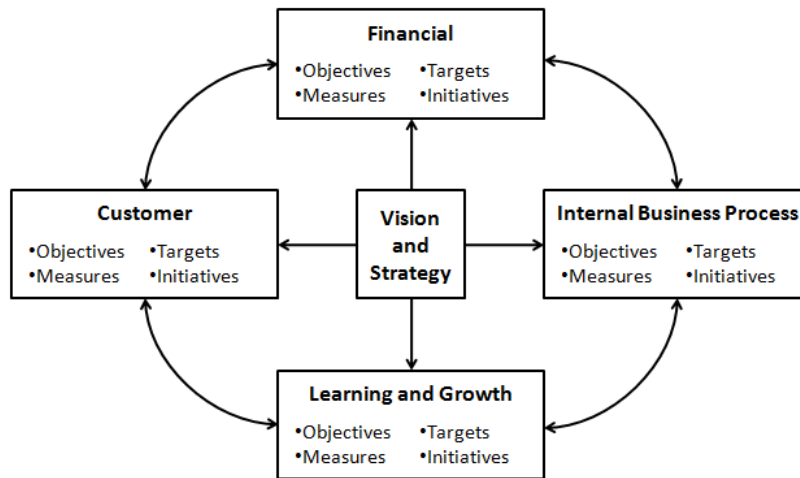 Financial
•Objectives •Targets
•Measures •Initiatives
Customer
•Objectives •Targets
•Measures •Initiatives
Vision
and
Strategy
Internal Business Process
•Objectives •Targets
•Measures •Initiatives
Learning and Growth
•Objectives •Targets
•Measures •Initiatives